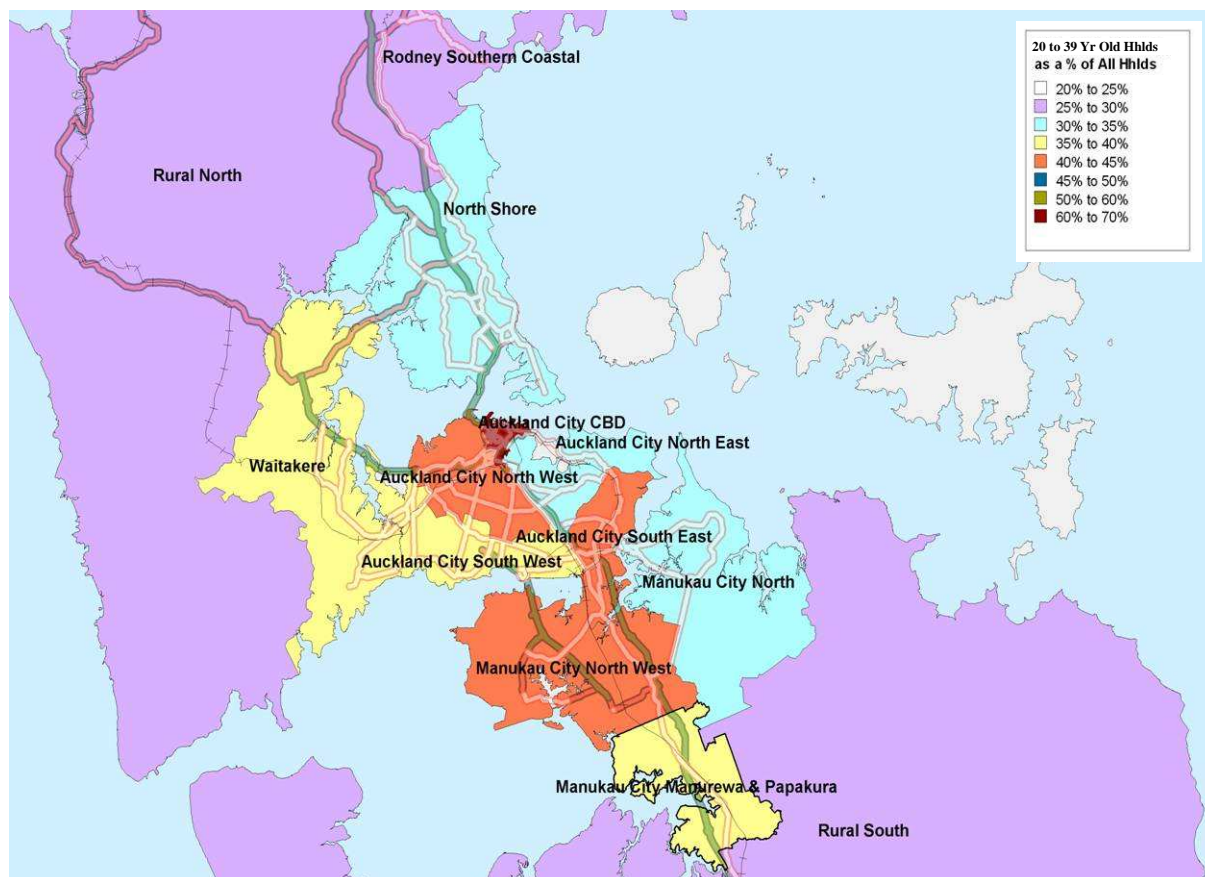 20 to 39 Yr Old Hhlds
as a % of All Hhlds
20% to 25%
25% to 30%
30% to 35%
35% to 40%
40% to 45%
45% to 50%
50% to 60%
60% to 70%
Rodney Southern Coastal
Rural North
North Shore
Auckland City CBD
Auckland City North East
Waitakere
Auckland City North West
Auckland City South East
Auckland City South West
Manukau City North
Manukau City North West
Manukau City Manurewa & Papakura
Rural South